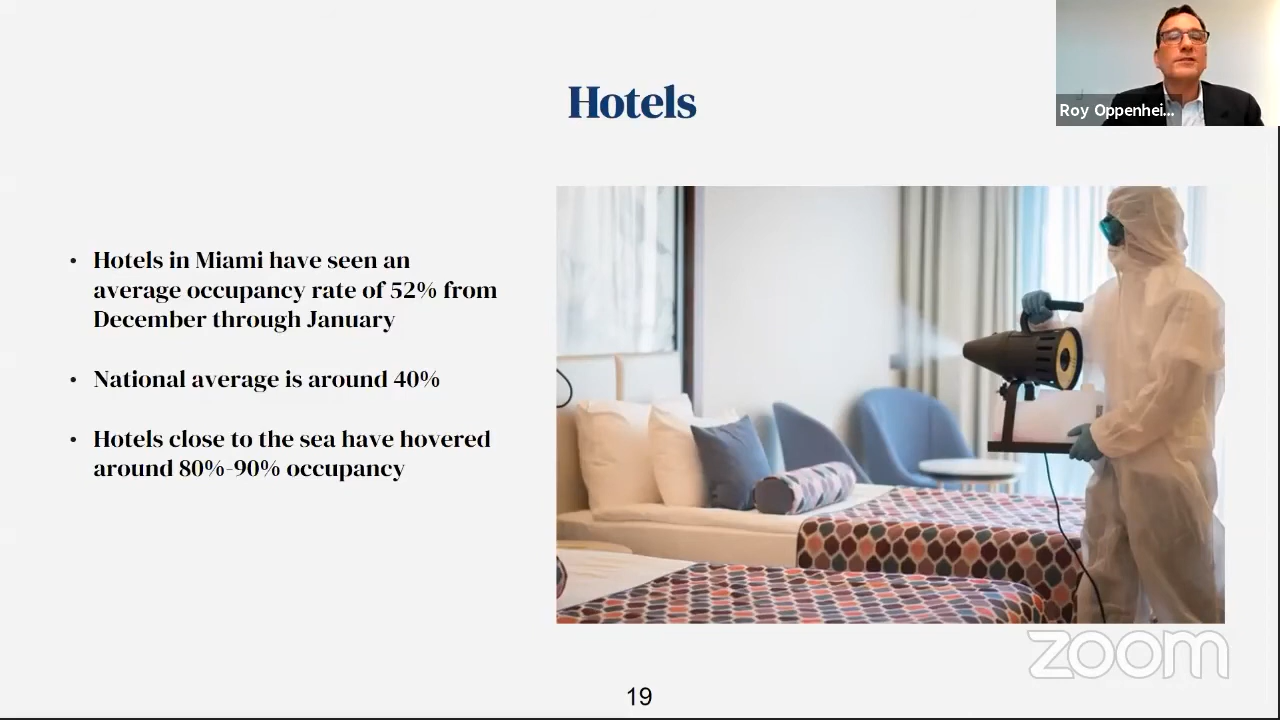 Hotels
Roy Oppenhei...
• Hotels in Miami have seen an
average occupancy rate of 52% from
December through January
• National average is around 40%
• Hotels close to the sea have hovered
around 80%-90% occupancy
zoom
19